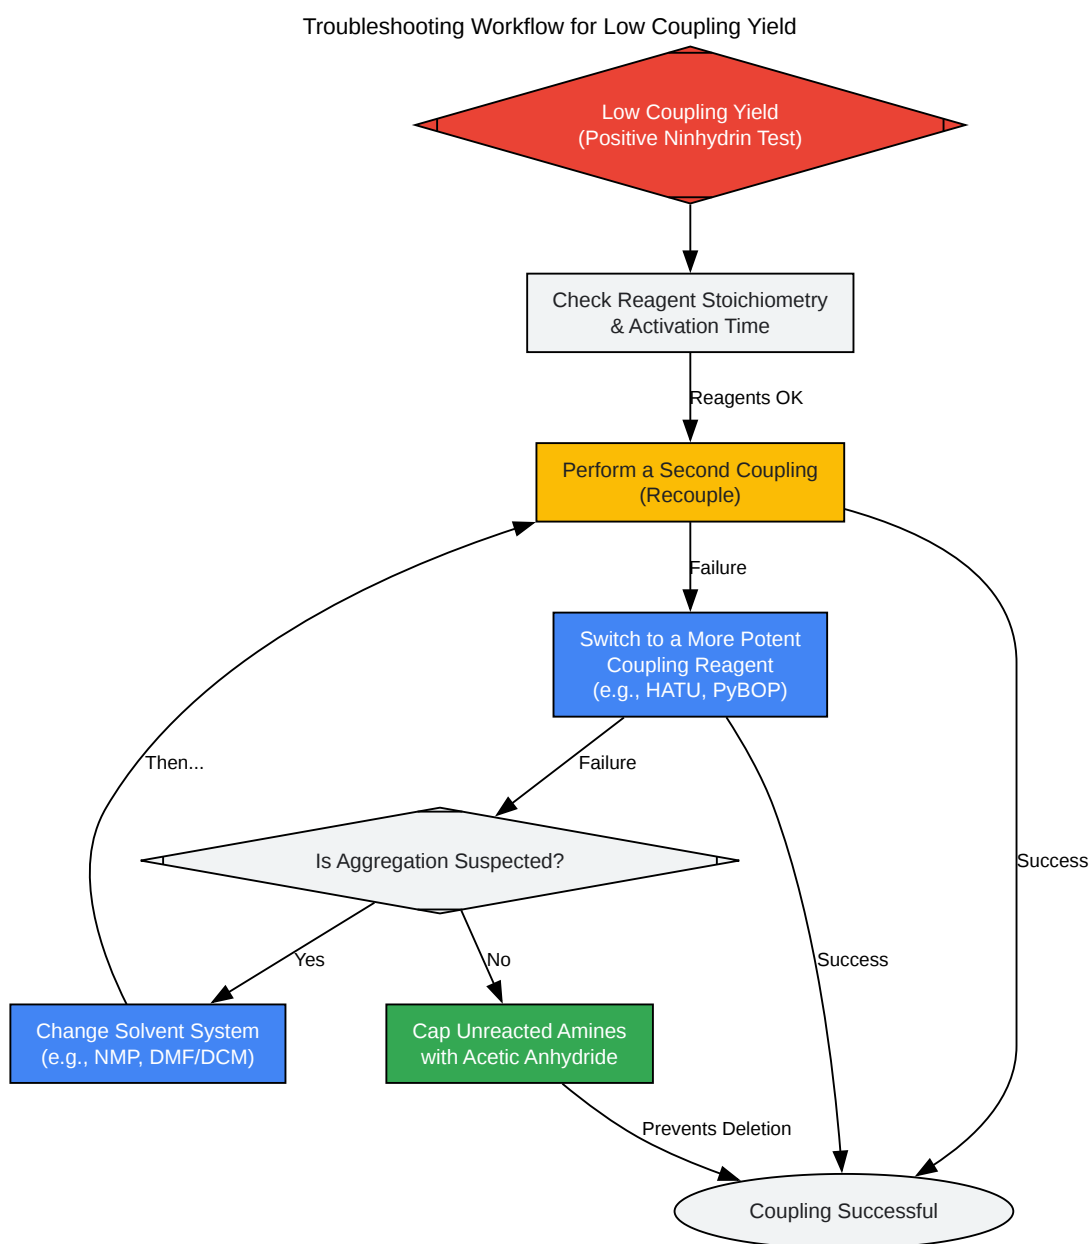 Troubleshooting Workflow for Low Coupling Yield
Low Coupling Yield
(Positive Ninhydrin Test)
Check Reagent Stoichiometry
& Activation Time
Reagents OK
Perform a Second Coupling
(Recouple)
Failure
Switch to a More Potent
Coupling Reagent
(e.g., HATU, PyBOP)
Then...
Failure
Is Aggregation Suspected?
Success
Yes
No
Success
Change Solvent System
(e.g., NMP, DMF/DCM)
Cap Unreacted Amines
with Acetic Anhydride
Prevents Deletion
Coupling Successful